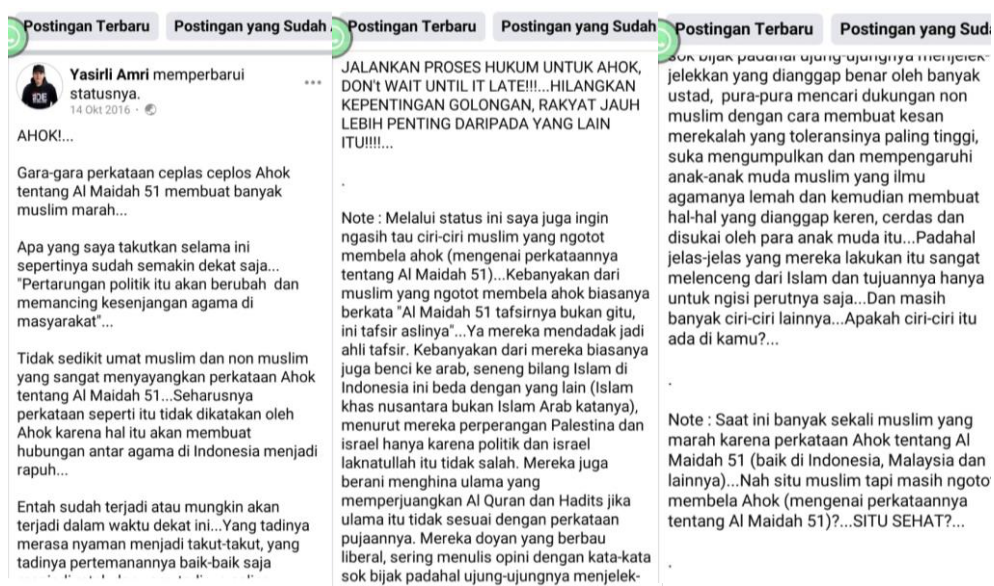 Postingan Terbaru
Postingan yang Sudah
Yasirli Amri memperbarui
statusnya.
14 Okt 2016
AHOK!...
Gara-gara perkataan ceplas ceplos Ahok
tentang Al Maidah 51 membuat banyak
muslim marah...
Apa yang saya takutkan selama ini
sepertinya sudah semakin dekat saja...
"Pertarungan politik itu akan berubah dan
memancing kesenjangan agama di
masyarakat"...
Tidak sedikit umat muslim dan non muslim
yang sangat menyayangkan perkataan Ahok
tentang Al Maidah 51...Seharusnya
perkataan seperti itu tidak dikatakan oleh
Ahok karena hal itu akan membuat
hubungan antar agama di Indonesia menjadi
rapuh...
Entah sudah terjadi atau mungkin akan
terjadi dalam waktu dekat ini...Yang tadinya
merasa nyaman menjadi takut-takut, yang
tadinya pertemanannya baik-baik saja
Postingan Terbaru
Postingan yang Sudah
JALANKAN PROSES HUKUM UNTUK AHOK,
DON't WAIT UNTIL IT LATE!!!...HILANGKAN
KEPENTINGAN GOLONGAN, RAKYAT JAUH
LEBIH PENTING DARIPADA YANG LAIN
ITU!!!!...
.
Note : Melalui status ini saya juga ingin
ngasih tau ciri-ciri muslim yang ngotot
membela ahok (mengenai perkataannya
tentang Al Maidah 51)...Kebanyakan dari
muslim yang ngotot membela ahok biasanya
berkata "Al Maidah 51 tafsirnya bukan gitu,
ini tafsir aslinya"...Ya mereka mendadak jadi
ahli tafsir. Kebanyakan dari mereka biasanya
juga benci ke arab, seneng bilang Islam di
Indonesia ini beda dengan yang lain (Islam
khas nusantara bukan Islam Arab katanya),
menurut mereka perperangan Palestina dan
israel hanya karena politik dan israel
laknatullah itu tidak salah. Mereka juga
berani menghina ulama yang
memperjuangkan Al Quran dan Hadits jika
ulama itu tidak sesuai dengan perkataan
pujaannya. Mereka doyan yang berbau
liberal, sering menulis opini dengan kata-kata
sok bijak padahal ujung-ujungnya menjelek-
Postingan Terbaru
Postingan yang Suda
sok bijak padahal ujung-ujungnya menjelek-
jelekkan yang dianggap benar oleh banyak
ustad, pura-pura mencari dukungan non
muslim dengan cara membuat kesan
merekalah yang toleransinya paling tinggi,
suka mengumpulkan dan mempengaruhi
anak-anak muda muslim yang ilmu
agamanya lemah dan kemudian membuat
hal-hal yang dianggap keren, cerdas dan
disukai oleh para anak muda itu...Padahal
jelas-jelas yang mereka lakukan itu sangat
melenceng dari Islam dan tujuannya hanya
untuk ngisi perutnya saja...Dan masih
banyak ciri-ciri lainnya...Apakah ciri-ciri itu
ada di kamu?...
.
Note : Saat ini banyak sekali muslim yang
marah karena perkataan Ahok tentang Al
Maidah 51 (baik di Indonesia, Malaysia dan
lainnya)...Nah situ muslim tapi masih ngotot
membela Ahok (mengenai perkataannya
tentang Al Maidah 51)?...SITU SEHAT?...
.